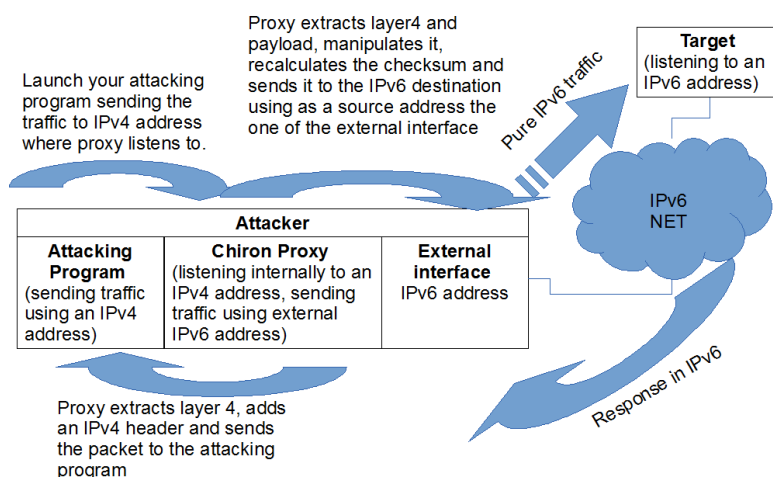 Proxy extracts layer4 and
payload, manipulates it,
recalculates the checksum and
sends it to the IPv6 destination
using as a source address the
one of the external interface
Launch your attacking
program sending the
traffic to IPv4 address
where proxy listens to.
Pure IPv6 traffic
Target
(listening to an
IPv6 address)
IPv6
NET
Attacker
Attacking
Program
(sending traffic
using an IPv4
address)
Chiron Proxy
(listening internally to an
IPv4 address, sending
traffic using external
IPv6 address)
External
interface
IPv6 address
Response in IPv6
Proxy extracts layer 4, adds
an IPv4 header and sends
the packet to the attacking
program